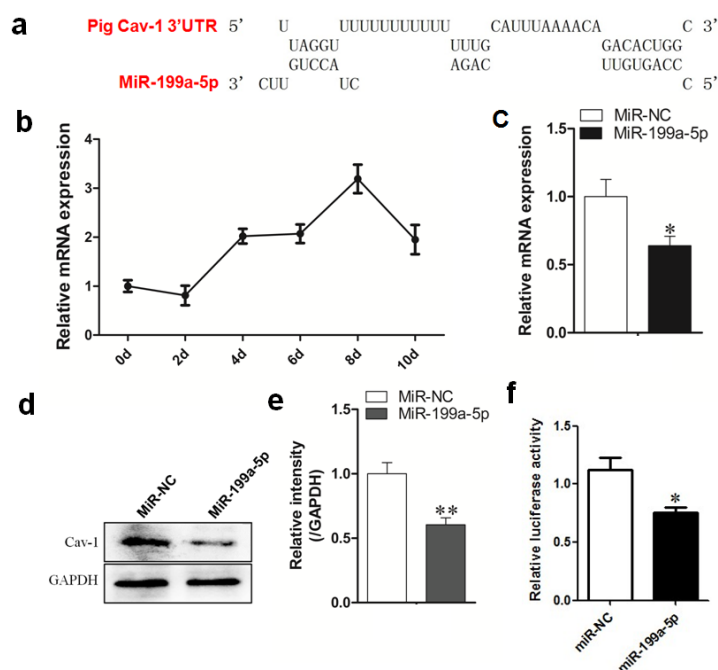 a
Pig Cav-1 3'UTR 5' U UUUUUUUUUUU CAUUUAAAACA C 3'
UAGGU UUUG GACACUGG
GUCCA AGAC UUGUGACC
MiR-199a-5p 3' CUU UC C 5'
b
Relative mRNA expression
4
3
2
1
0
0d 2d 4d 6d 8d 10d
c
MiR-NC
MiR-199a-5p
Relative mRNA expression
1.5
1.0
0.5
0.0
*
d
MiR-NC MiR-199a-5p
Cav-1
GAPDH
e
MiR-NC
MiR-199a-5p
Relative intensity
(/GAPDH)
1.5
1.0
0.5
0.0
**
f
Relative luciferase activity
1.5
1.0
0.5
0.0
*
miR-NC miR-199a-5p